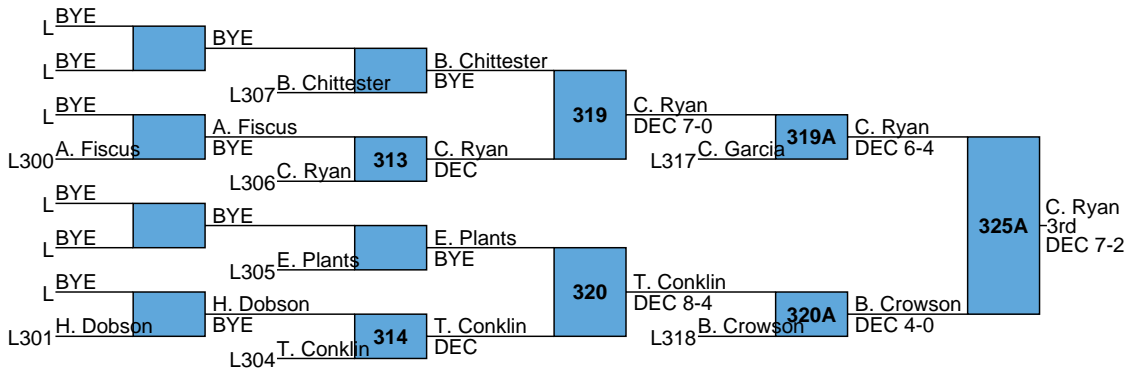 L BYE
L BYE
BYE
L307 B. Chittester
B. Chittester
BYE
L BYE
L300 A. Fiscus
A. Fiscus
BYE
L306 C. Ryan
313
C. Ryan
DEC
319
C. Ryan
DEC 7-0
L317 C. Garcia
319A
C. Ryan
DEC 6-4
L BYE
L BYE
BYE
L305 E. Plants
E. Plants
BYE
L BYE
L301 H. Dobson
H. Dobson
BYE
L304 T. Conklin
314
T. Conklin
DEC
320
T. Conklin
DEC 8-4
L318 B. Crowson
320A
B. Crowson
DEC 4-0
325A
C. Ryan
3rd
DEC 7-2